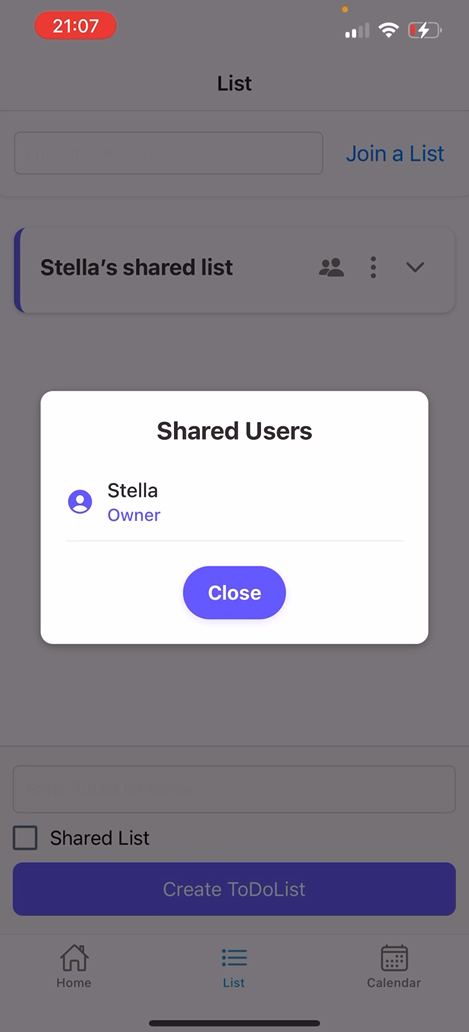 21:07
List
Join a List
Stella’s shared list
Shared Users
Stella
Owner
Close
Shared List
Create ToDoList
Home
List
Calendar